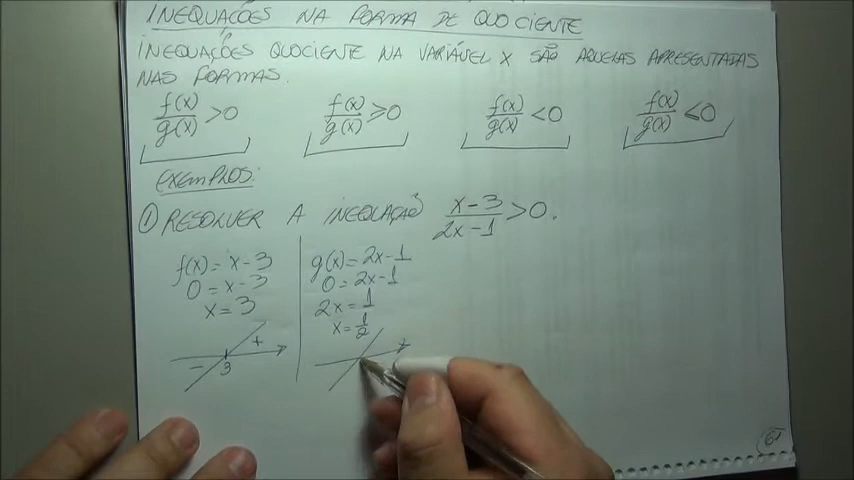 INEQUAÇÕES NA FORMA DE QUOCIENTE
INEQUAÇÕES QUOCIENTE NA VARIÁVEL X SÃO AQUELAS APRESENTADAS
NAS FORMAS.
f(x)/g(x) >0 f(x)/g(x) ≥0 f(x)/g(x) <0 f(x)/g(x) ≤0
EXEMPLOS:
① RESOLVER A INEQUAÇÃO x-3/2x-1 >0.
f(x)= x-3 g(x)=2x-1
0=x-3 0=2x-1
x=3 2x=1
x=1/2
+
- 3
61